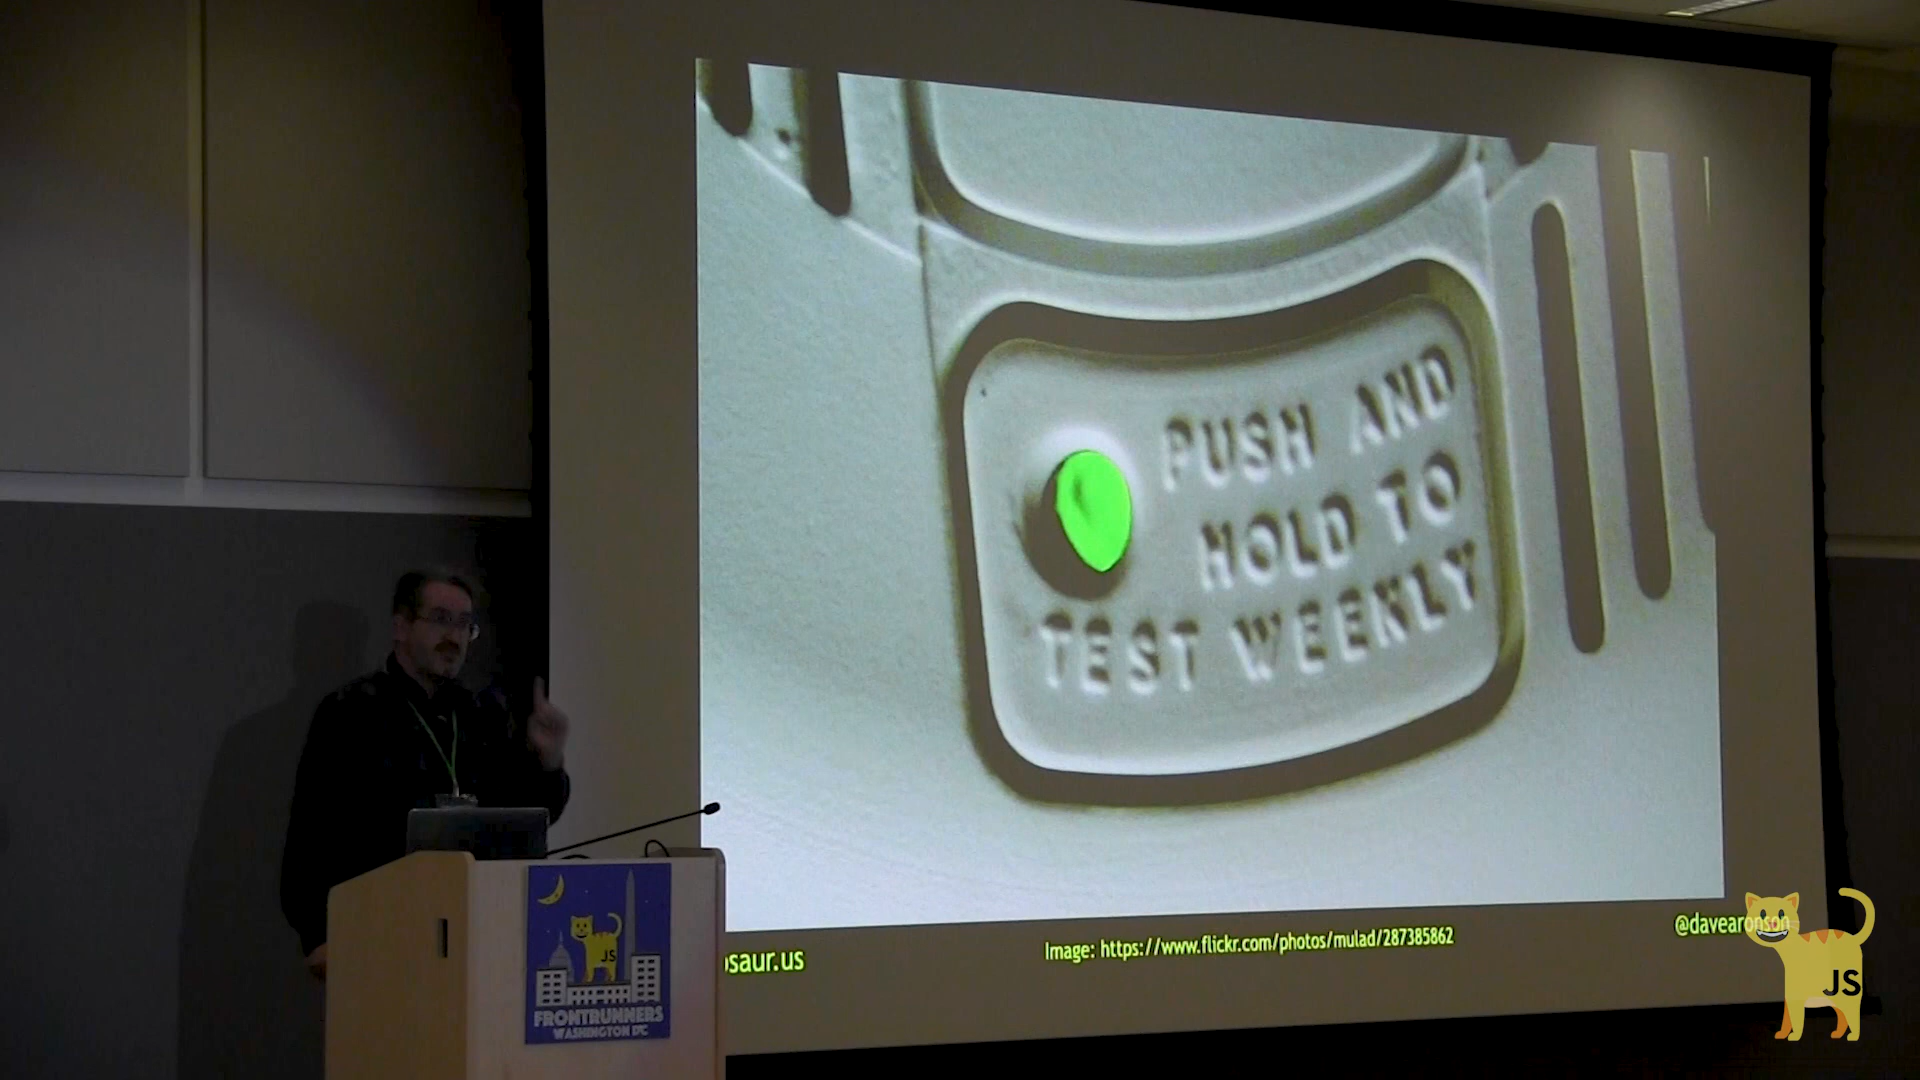 PUSH AND
HOLD TO
TEST WEEKLY
saur.us
Image: https://www.flickr.com/photos/mulad/287385862
@davearonson
JS
FRONTRUNNERS
WASHINGTON DC
JS